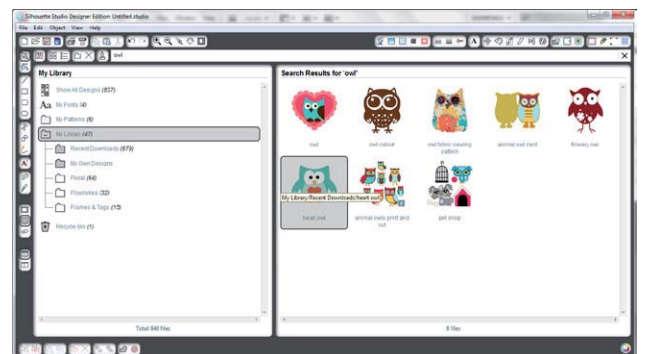 Silhouette Studio Designer Edition: Untitled.studio
File Edit Object View Help
owl
My Library
Show All Designs (837)
Aa My Fonts (4)
My Patterns (6)
My Library (47)
Recent Downloads (679)
My Own Designs
Floral (64)
Flourishes (32)
Frames & Tags (15)
Recycle Bin (1)
Total 840 files
Search Results for 'owl'
owl
owl cutout
owl fabric sewing pattern
animal owl card
flowery owl
My Library/Recent Downloads/heart owl
heart owl
animal owls print and cut
pet shop
8 files